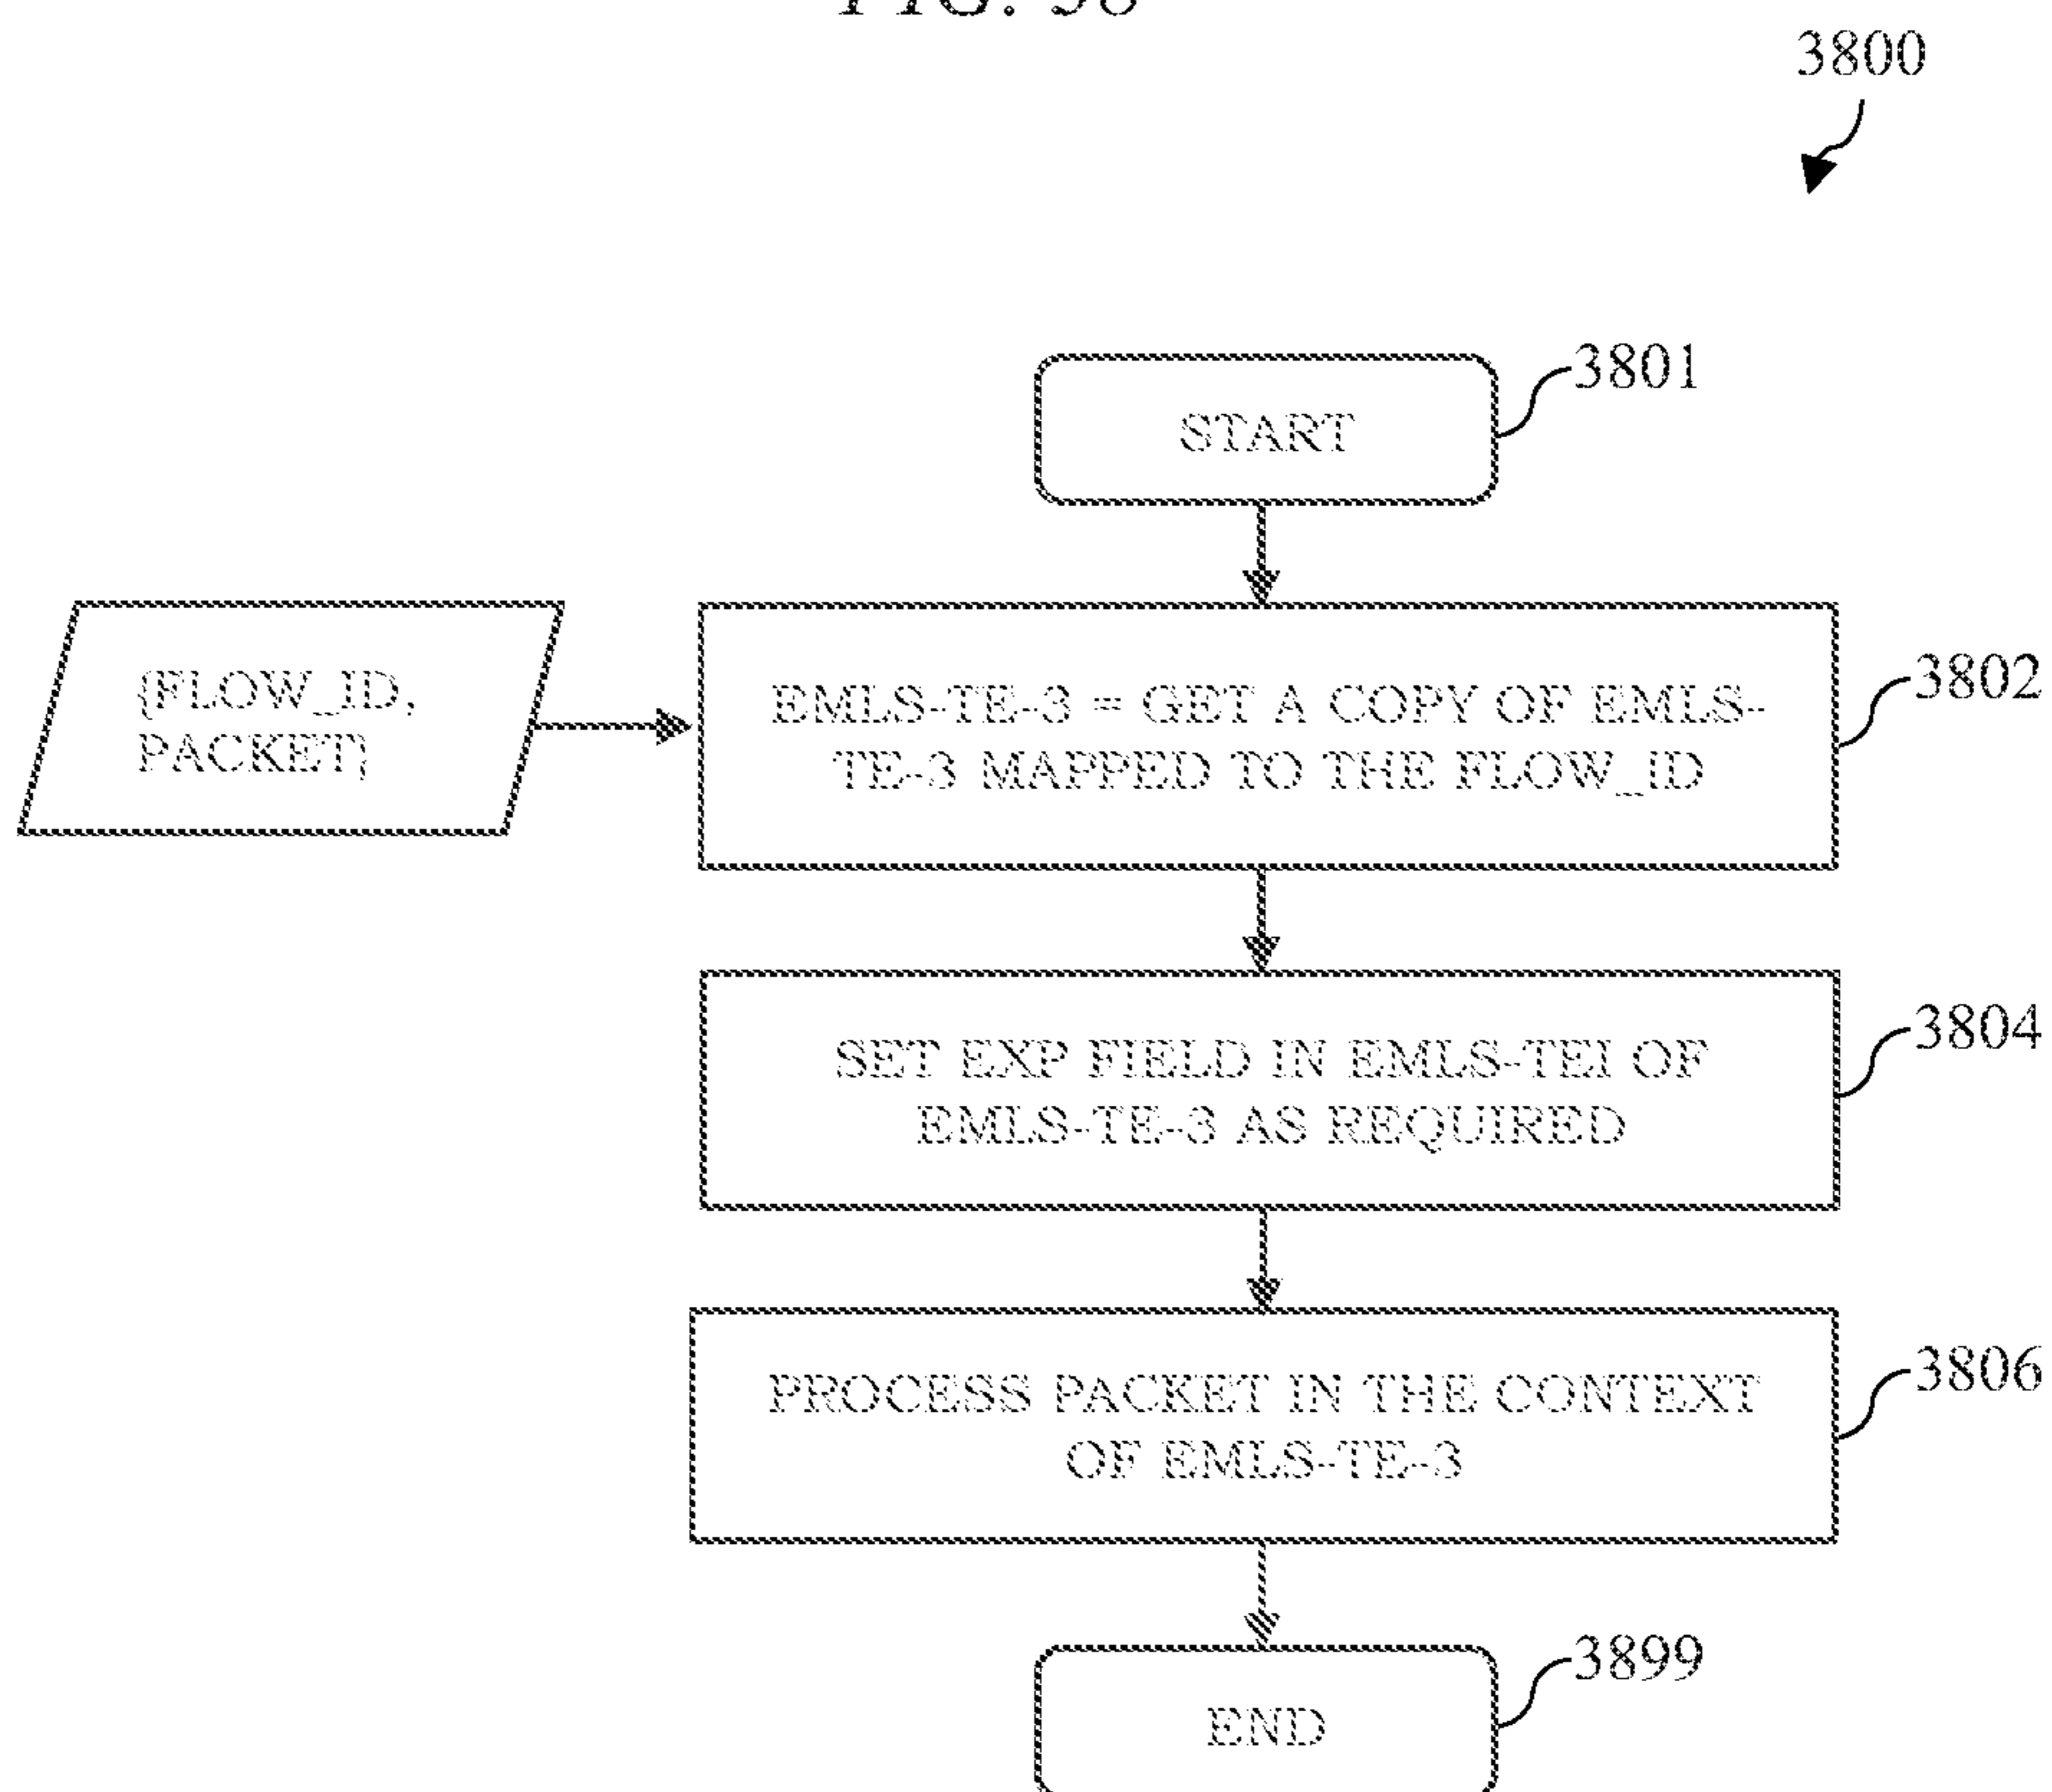 FIG. 38
3800
3801
START
{FLOW_ID,
PACKET}
EMLS-TE-3 = GET A COPY OF EMLS-
TE-3 MAPPED TO THE FLOW_ID
3802
SET EXP FIELD IN EMLS-TEI OF
EMLS-TE-3 AS REQUIRED
3804
PROCESS PACKET IN THE CONTEXT
OF EMLS-TE-3
3806
3899
END